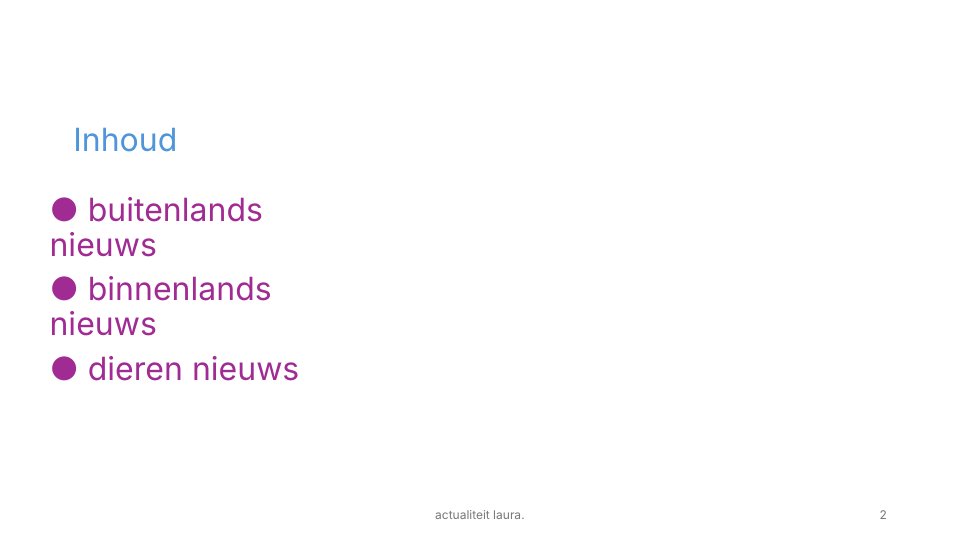 Inhoud
● buitenlands
nieuws
● binnenlands
nieuws
● dieren nieuws
actualiteit laura.
2